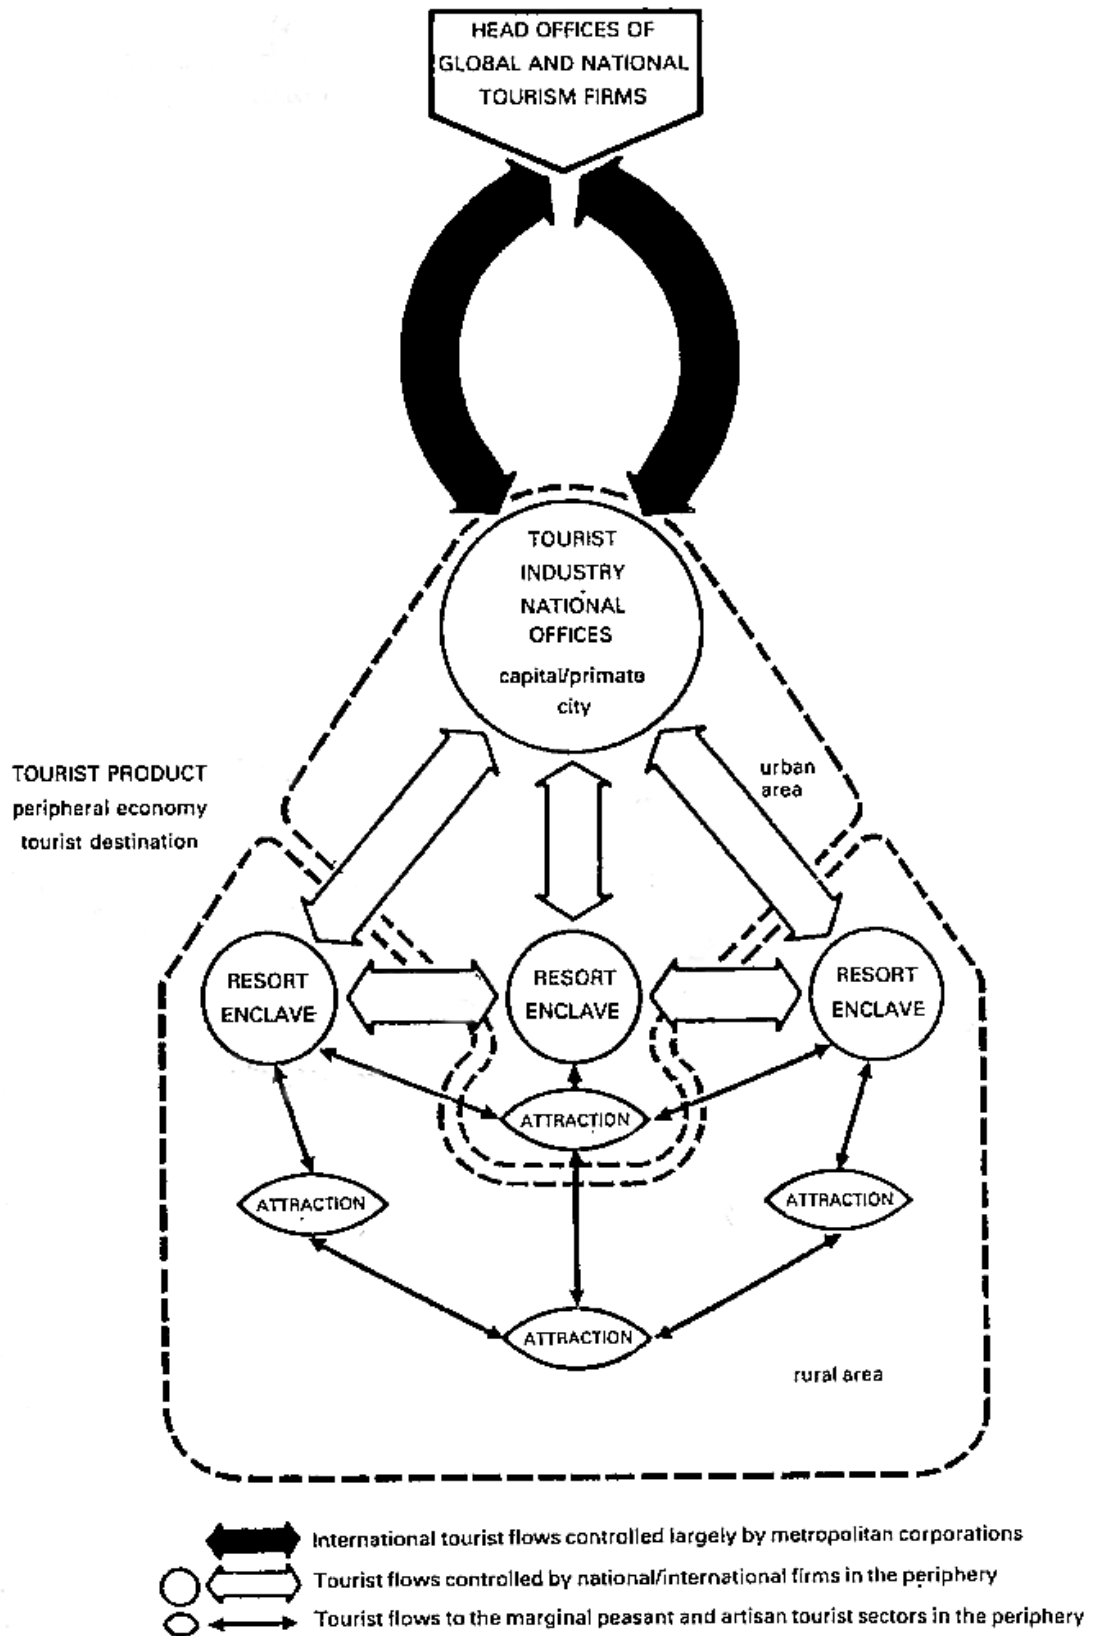 HEAD OFFICES OF
GLOBAL AND NATIONAL
TOURISM FIRMS
TOURIST
INDUSTRY
NATIONAL
OFFICES
capital/primate
city
TOURIST PRODUCT
peripheral economy
tourist destination
urban
area
RESORT
ENCLAVE
RESORT
ENCLAVE
RESORT
ENCLAVE
ATTRACTION
ATTRACTION
ATTRACTION
ATTRACTION
rural area
International tourist flows controlled largely by metropolitan corporations
Tourist flows controlled by national/international firms in the periphery
Tourist flows to the marginal peasant and artisan tourist sectors in the periphery